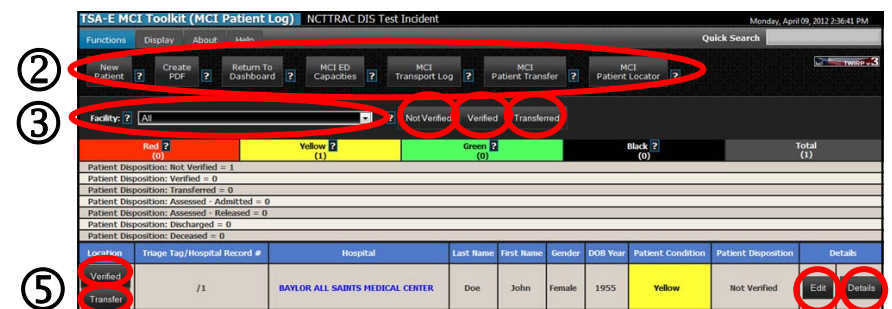 TSA-E MCI Toolkit (MCI Patient Log) NCTTRAC DIS Test Incident Monday, April 09, 2012 2:36:41 PM
Functions Display About Help Quick Search
② New Patient ? Create PDF ? Return To Dashboard ? MCI ED Capacities ? MCI Transport Log ? MCI Patient Transfer ? MCI Patient Locator ? TWIRP v3
③ Facility: ? All ? Not Verified Verified Transferred
Red ? (0) Yellow ? (1) Green ? (0) Black ? (0) Total (1)
Patient Disposition: Not Verified = 1
Patient Disposition: Verified = 0
Patient Disposition: Transferred = 0
Patient Disposition: Assessed - Admitted = 0
Patient Disposition: Assessed - Released = 0
Patient Disposition: Discharged = 0
Patient Disposition: Deceased = 0
Location Triage Tag/Hospital Record # Hospital Last Name First Name Gender DOB Year Patient Condition Patient Disposition Details
⑤ Verified Transfer /1 BAYLOR ALL SAINTS MEDICAL CENTER Doe John Female 1955 Yellow Not Verified Edit Details